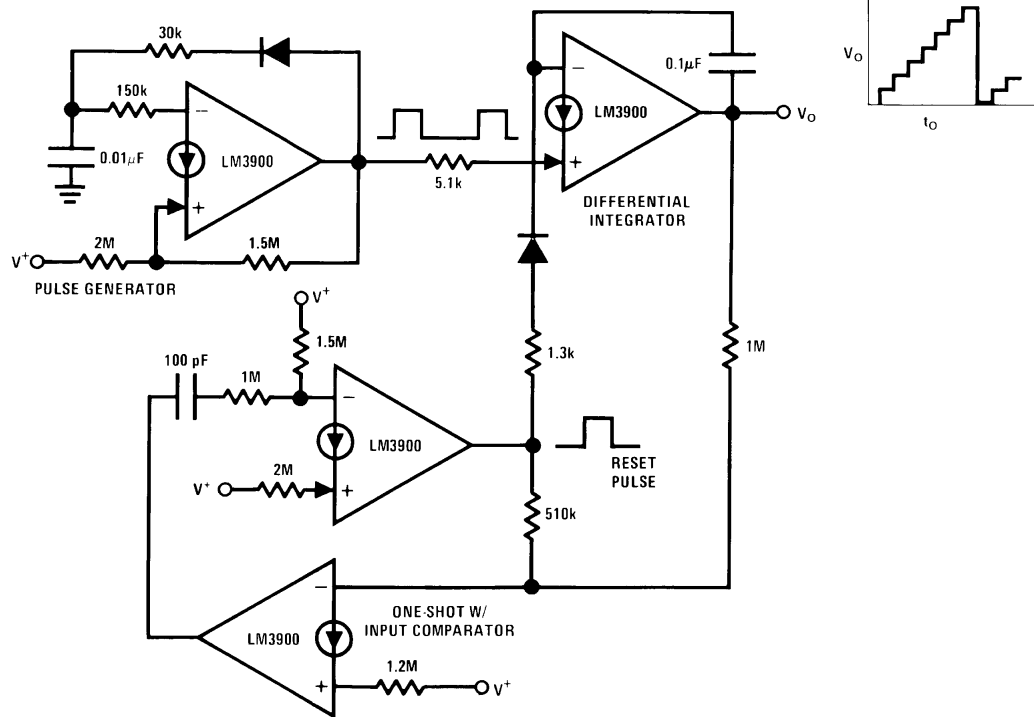 30k
150k
−
LM3900
0.01μF
+
2M
1.5M
V+
PULSE GENERATOR
5.1k
−
LM3900
+
0.1μF
VO
DIFFERENTIAL
INTEGRATOR
VO
tO
V+
1.5M
100 pF
1M
−
LM3900
2M
V+
+
1.3k
1M
RESET
PULSE
510k
−
LM3900
ONE-SHOT W/
INPUT COMPARATOR
1.2M
+
V+